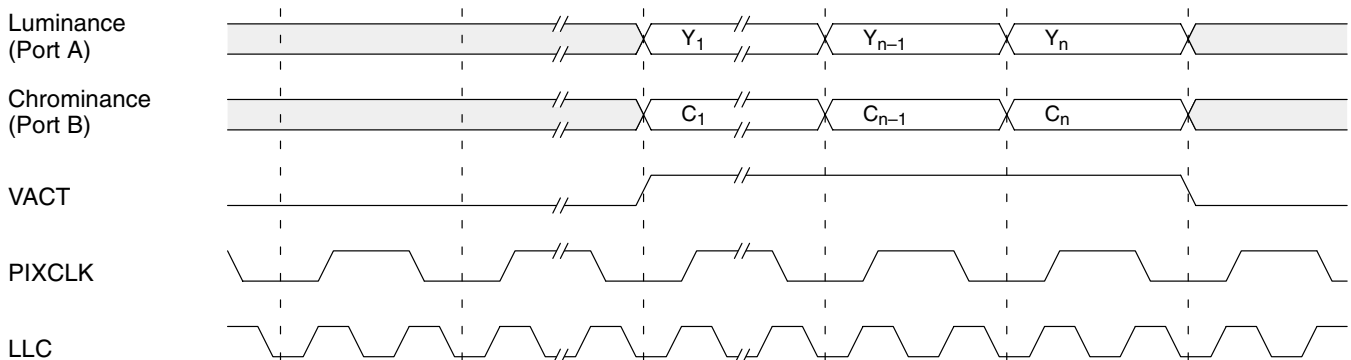 Luminance
(Port A)
Y1
Yn–1
Yn
Chrominance
(Port B)
C1
Cn–1
Cn
VACT
PIXCLK
LLC